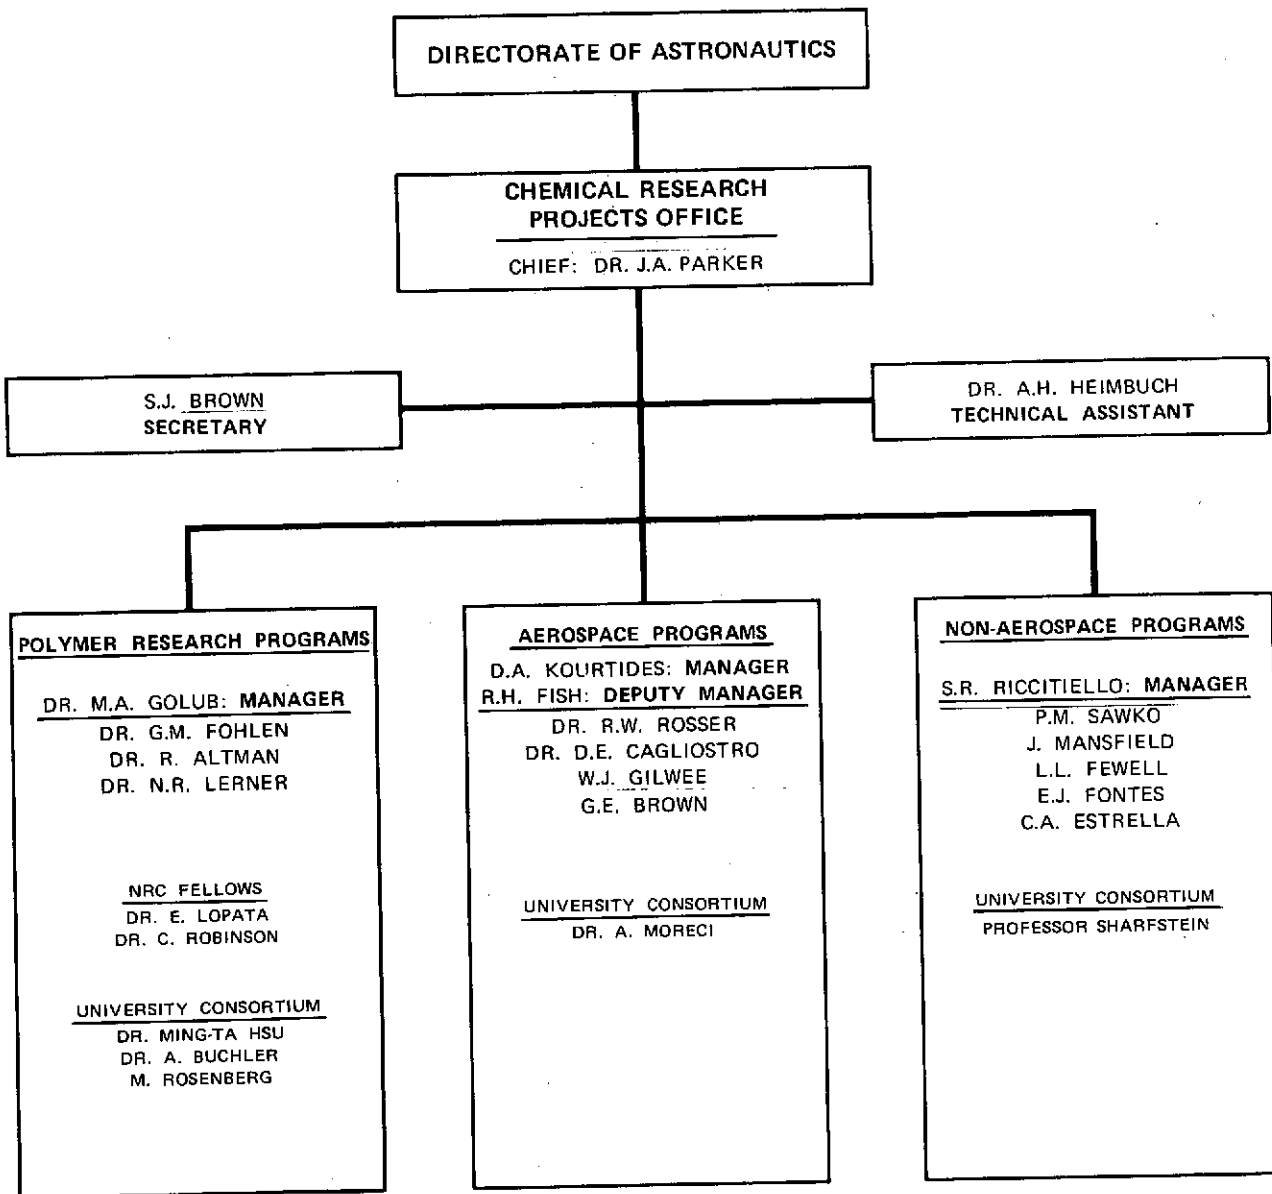 DIRECTORATE OF ASTRONAUTICS
CHEMICAL RESEARCH
PROJECTS OFFICE
CHIEF: DR. J.A. PARKER
S.J. BROWN
SECRETARY
DR. A.H. HEIMBUCH
TECHNICAL ASSISTANT
POLYMER RESEARCH PROGRAMS
DR. M.A. GOLUB: MANAGER
DR. G.M. FOHLEN
DR. R. ALTMAN
DR. N.R. LERNER
NRC FELLOWS
DR. E. LOPATA
DR. C. ROBINSON
UNIVERSITY CONSORTIUM
DR. MING-TA HSU
DR. A. BUCHLER
M. ROSENBERG
AEROSPACE PROGRAMS
D.A. KOURTIDES: MANAGER
R.H. FISH: DEPUTY MANAGER
DR. R.W. ROSSER
DR. D.E. CAGLIOSTRO
W.J. GILWEE
G.E. BROWN
UNIVERSITY CONSORTIUM
DR. A. MORECI
NON-AEROSPACE PROGRAMS
S.R. RICCITIELLO: MANAGER
P.M. SAWKO
J. MANSFIELD
L.L. FEWELL
E.J. FONTES
C.A. ESTRELLA
UNIVERSITY CONSORTIUM
PROFESSOR SHARFSTEIN